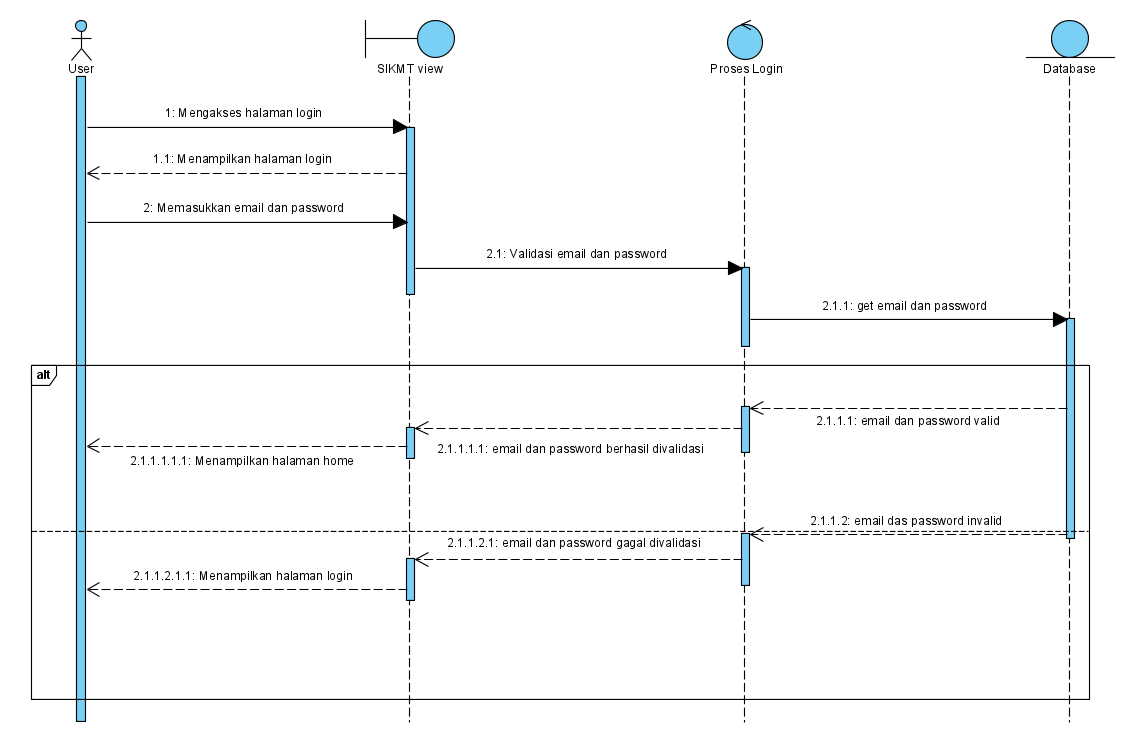 User
SIKMT view
Proses Login
Database
1: Mengakses halaman login
1.1: Menampilkan halaman login
2: Memasukkan email dan password
2.1: Validasi email dan password
2.1.1: get email dan password
alt
2.1.1.1: email dan password valid
2.1.1.1.1: email dan password berhasil divalidasi
2.1.1.1.1.1: Menampilkan halaman home
2.1.1.2: email das password invalid
2.1.1.2.1: email dan password gagal divalidasi
2.1.1.2.1.1: Menampilkan halaman login